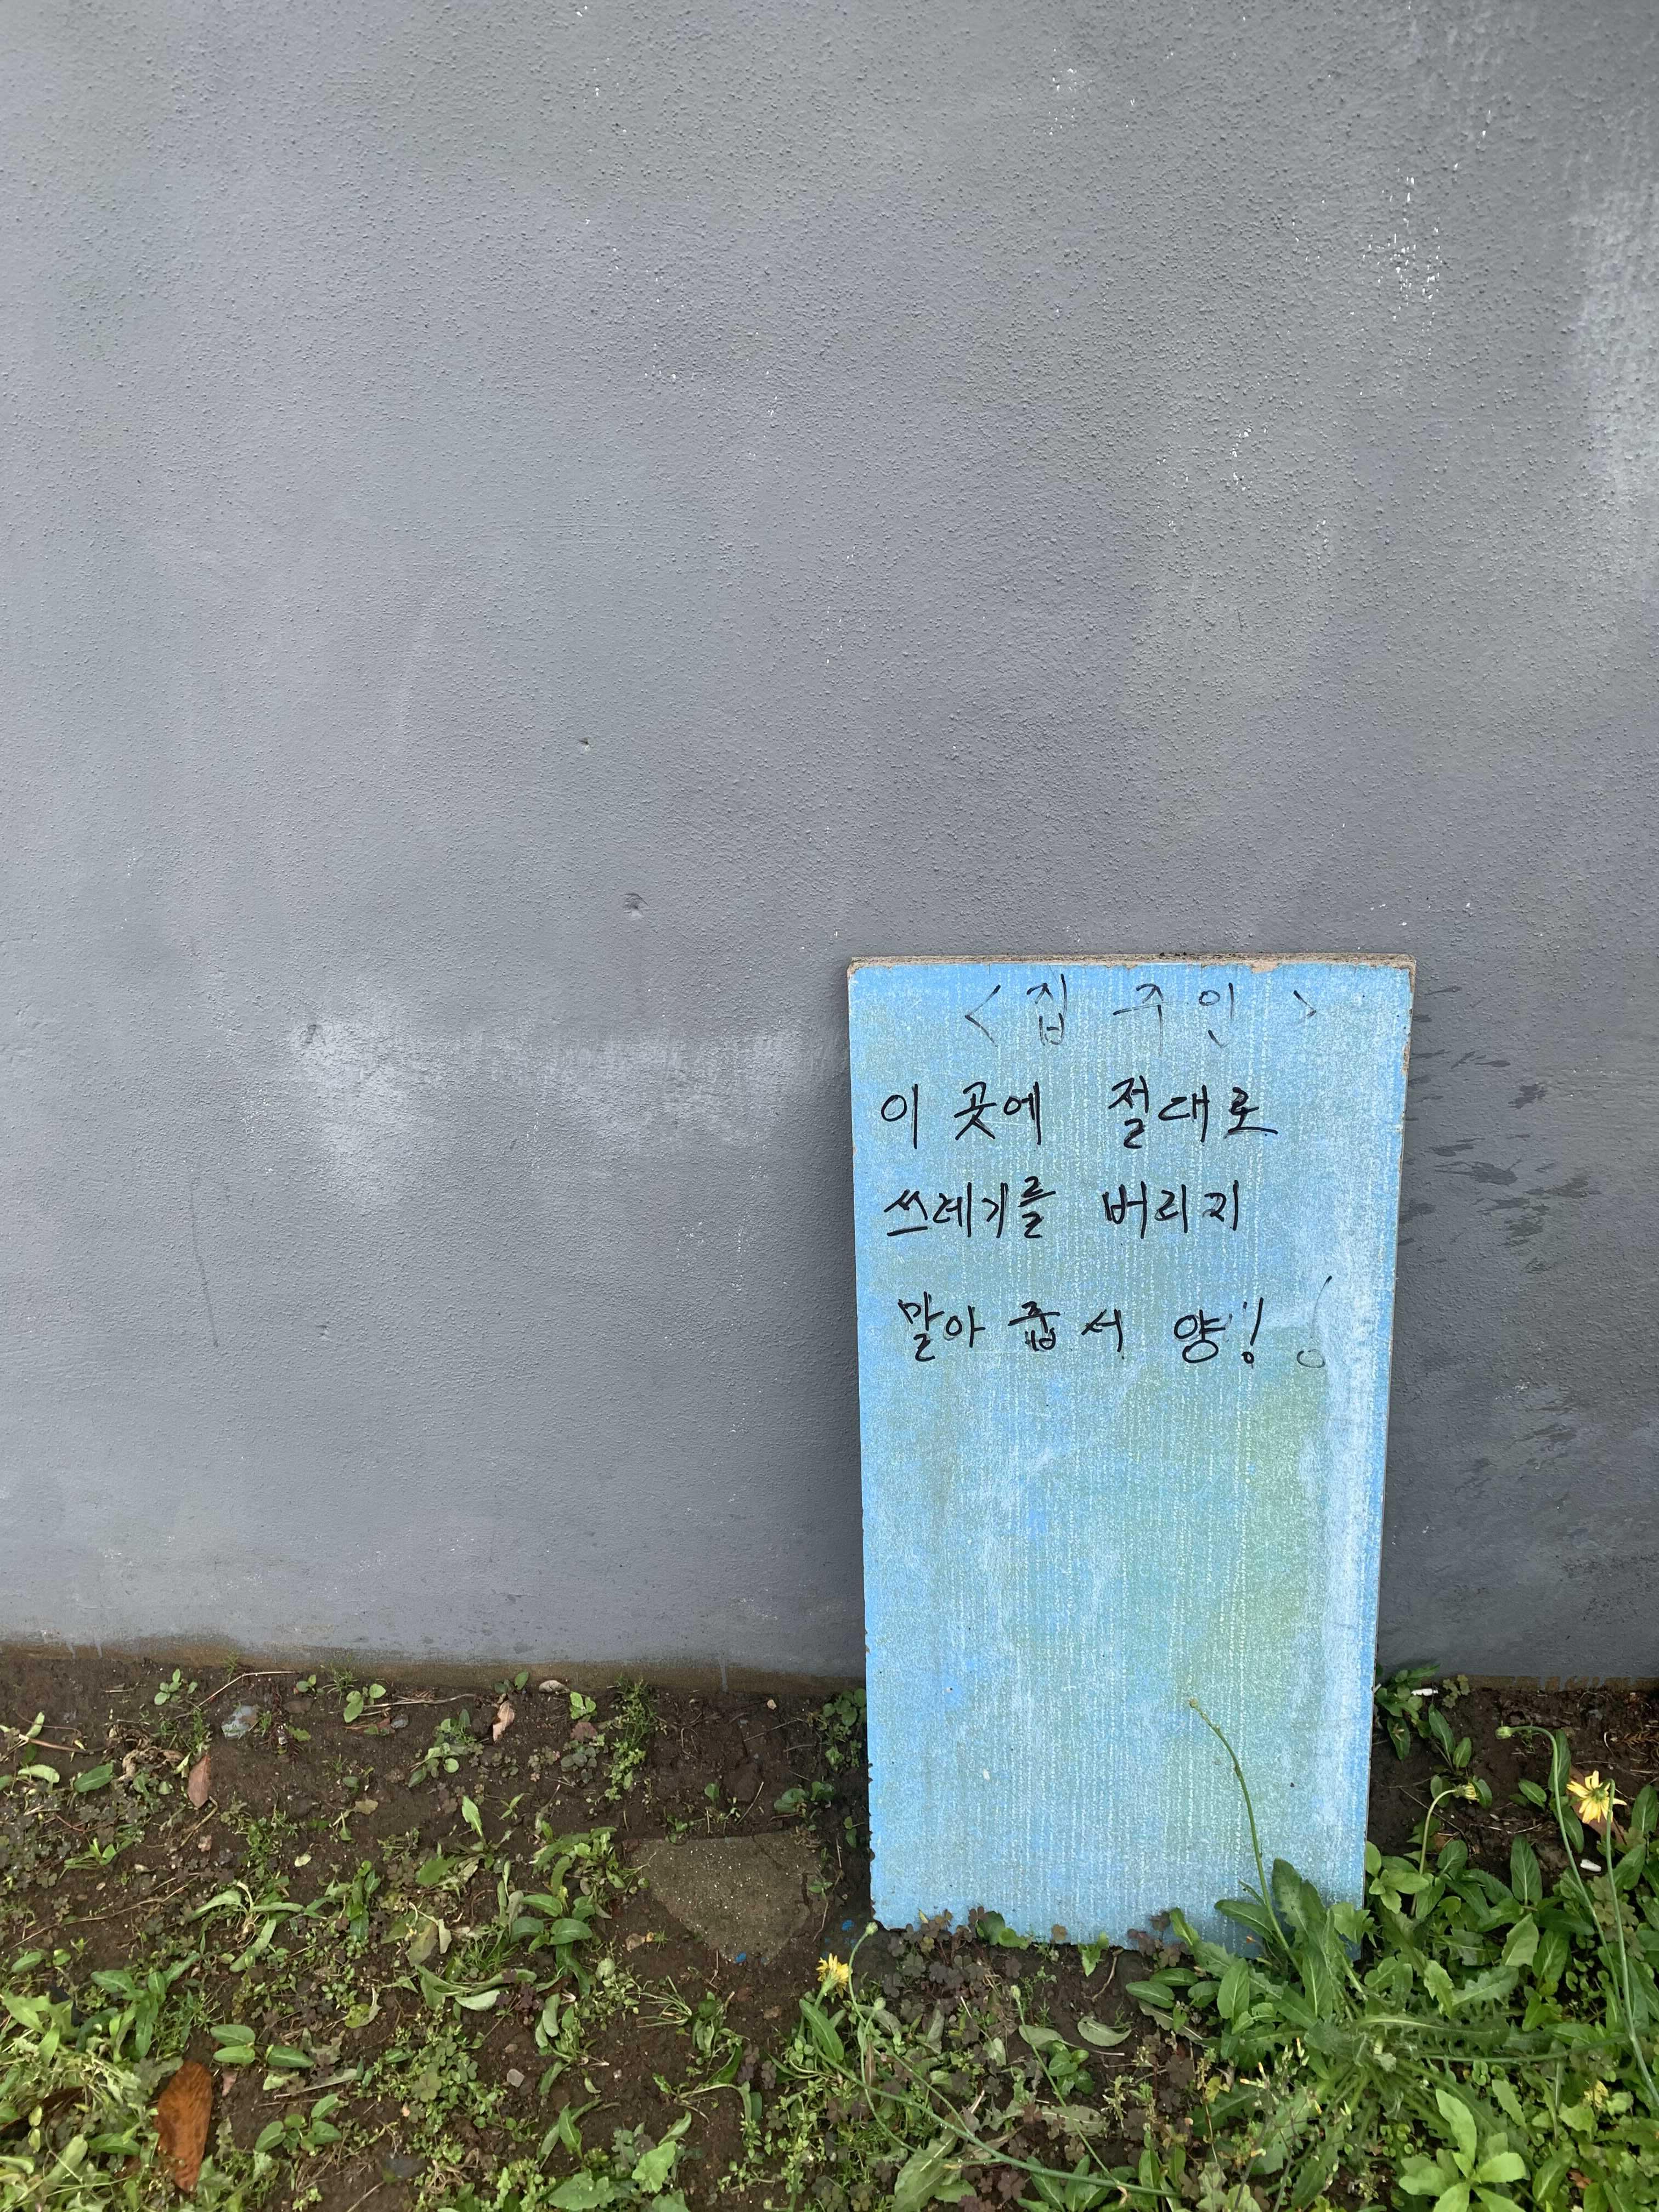 <집 주인>
이 곳에 절대로
쓰레기를 버리지
말아 줍서 양!!